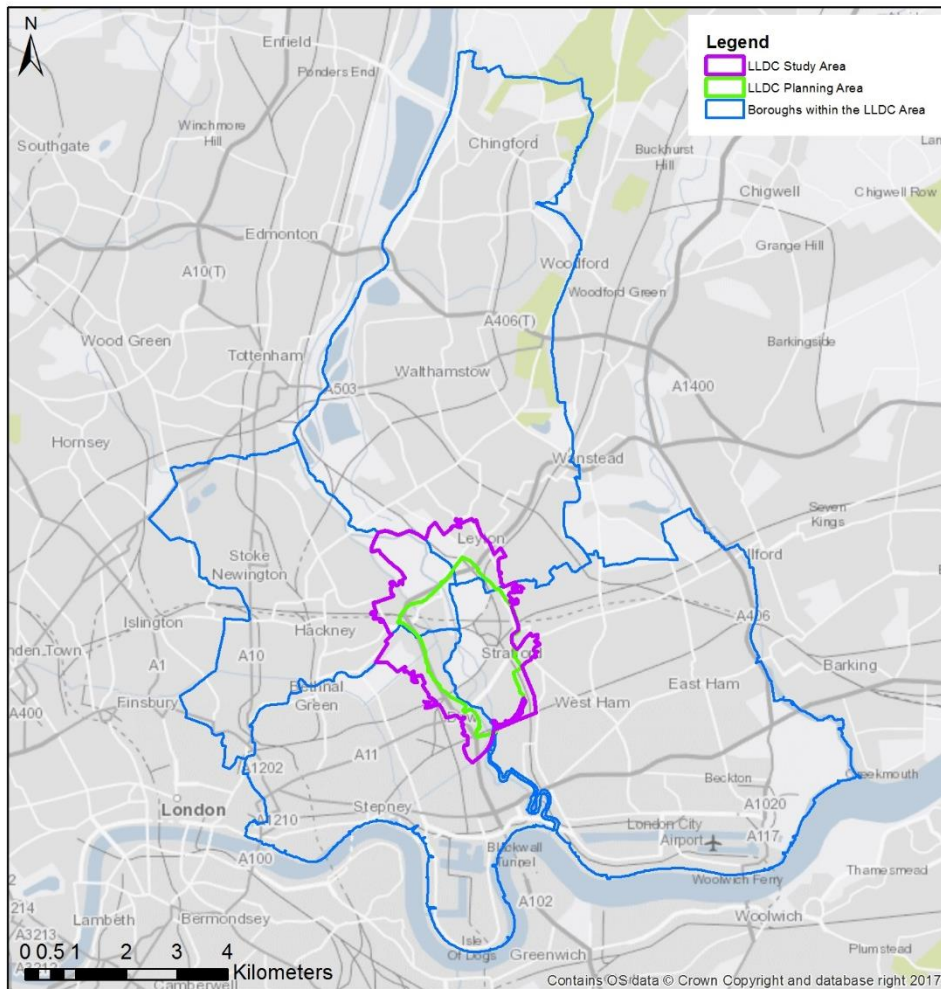 N
Enfield
Ponders End
Legend
LLDC Study Area
LLDC Planning Area
Boroughs within the LLDC Area
Winchmore
Hill
Southgate
Chingford
Buckhurst
Hill
Chigwell
Chigwell Row
Edmonton
Grange Hill
A10(T)
Woodford
Woodford Green
A406(T)
Wood Green
Barkingside
Tottenham
Walthamstow
A503
A1400
Hornsey
Wanstead
Seven
Kings
Leyton
Ilford
Stoke
Newington
Islington
Hackney
A406
den Town
A1
A10
Stratford
Barking
East Ham
Bethnal
Green
West Ham
Finsbury
A400
Bow
A11
A1202
Beckton
Creekmouth
London
Stepney
A1020
A1210
London City
Airport
A117
A100
Blackwall
Tunnel
Woolwich Ferry
Thamesmead
A102
214
Lambeth
Bermondsey
Woolwich
A3213
Isle
Of Dogs
Greenwich
Plumstead
0 0.5 1 2 3 4
Kilometers
Camberwell
Contains OS data © Crown Copyright and database right 2017